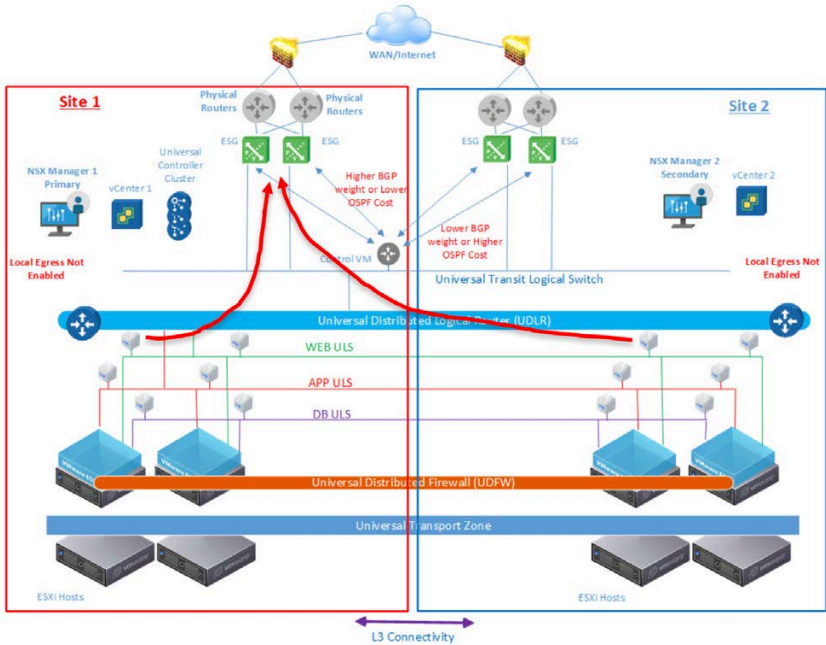 WAN/Internet
Site 1
Physical
Routers
Physical
Routers
Site 2
ESG
ESG
ESG
ESG
NSX Manager 1
Primary
vCenter 1
Universal
Controller
Cluster
Higher BGP
weight or Lower
OSPF Cost
NSX Manager 2
Secondary
vCenter 2
Lower BGP
weight or Higher
OSPF Cost
Local Egress Not
Enabled
Control VM
Local Egress Not
Enabled
Universal Transit Logical Switch
Universal Distributed Logical Router (UDLR)
WEB ULS
APP ULS
DB ULS
Universal Distributed Firewall (UDFW)
Universal Transport Zone
vmware
vmware
vmware
vmware
ESXi Hosts
ESXi Hosts
L3 Connectivity